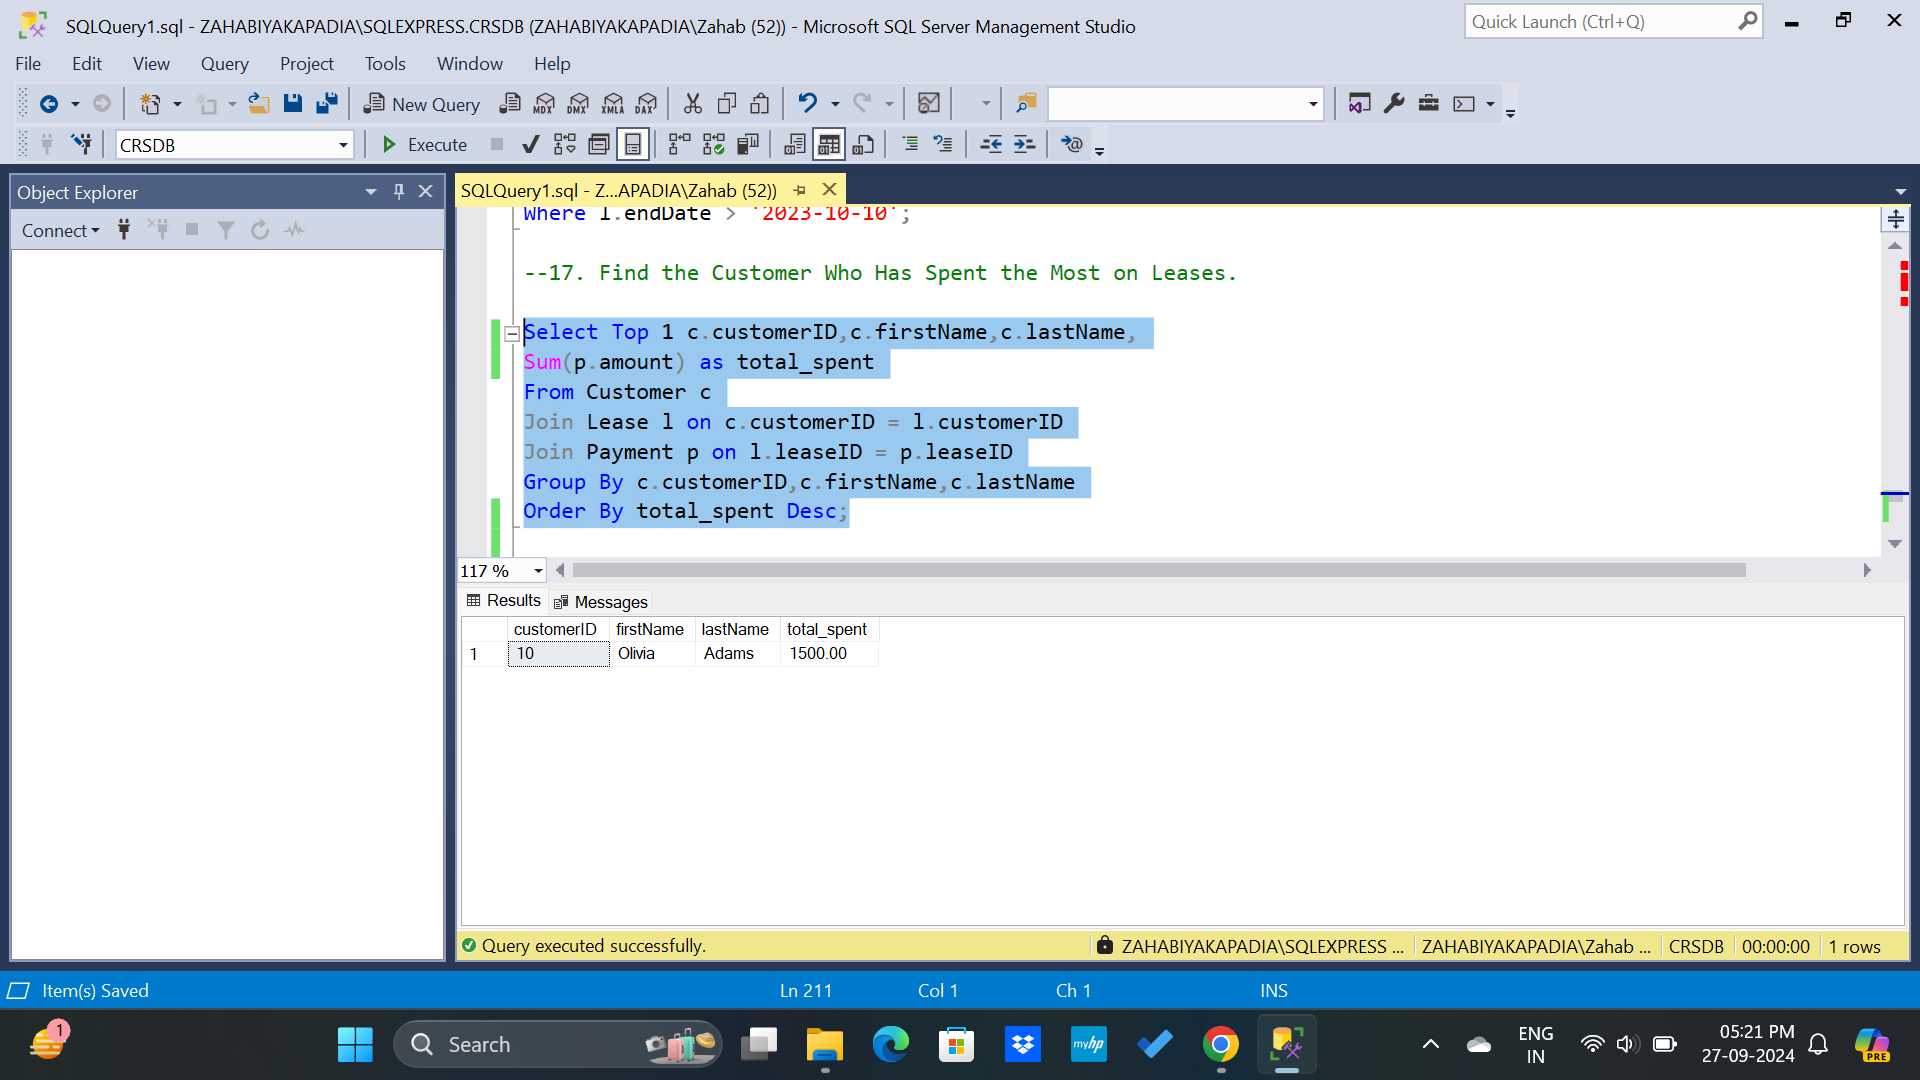 SQLQuery1.sql - ZAHABIYAKAPADIA\SQLEXPRESS.CRSDB (ZAHABIYAKAPADIA\Zahab (52)) - Microsoft SQL Server Management Studio
Quick Launch (Ctrl+Q)
File Edit View Query Project Tools Window Help
New Query MDX DMX XMLA DAX
CRSDB Execute
Object Explorer
SQLQuery1.sql - Z...APADIA\Zahab (52))
Connect
Where l.endDate > '2023-10-10';
--17. Find the Customer Who Has Spent the Most on Leases.
Select Top 1 c.customerID,c.firstName,c.lastName,
Sum(p.amount) as total_spent
From Customer c
Join Lease l on c.customerID = l.customerID
Join Payment p on l.leaseID = p.leaseID
Group By c.customerID,c.firstName,c.lastName
Order By total_spent Desc;
117 %
Results Messages
customerID firstName lastName total_spent
1 10 Olivia Adams 1500.00
Query executed successfully. ZAHABIYAKAPADIA\SQLEXPRESS ... ZAHABIYAKAPADIA\Zahab ... CRSDB 00:00:00 1 rows
Item(s) Saved Ln 211 Col 1 Ch 1 INS
1
Search
myhp
ENG
IN
05:21 PM
27-09-2024
PRE